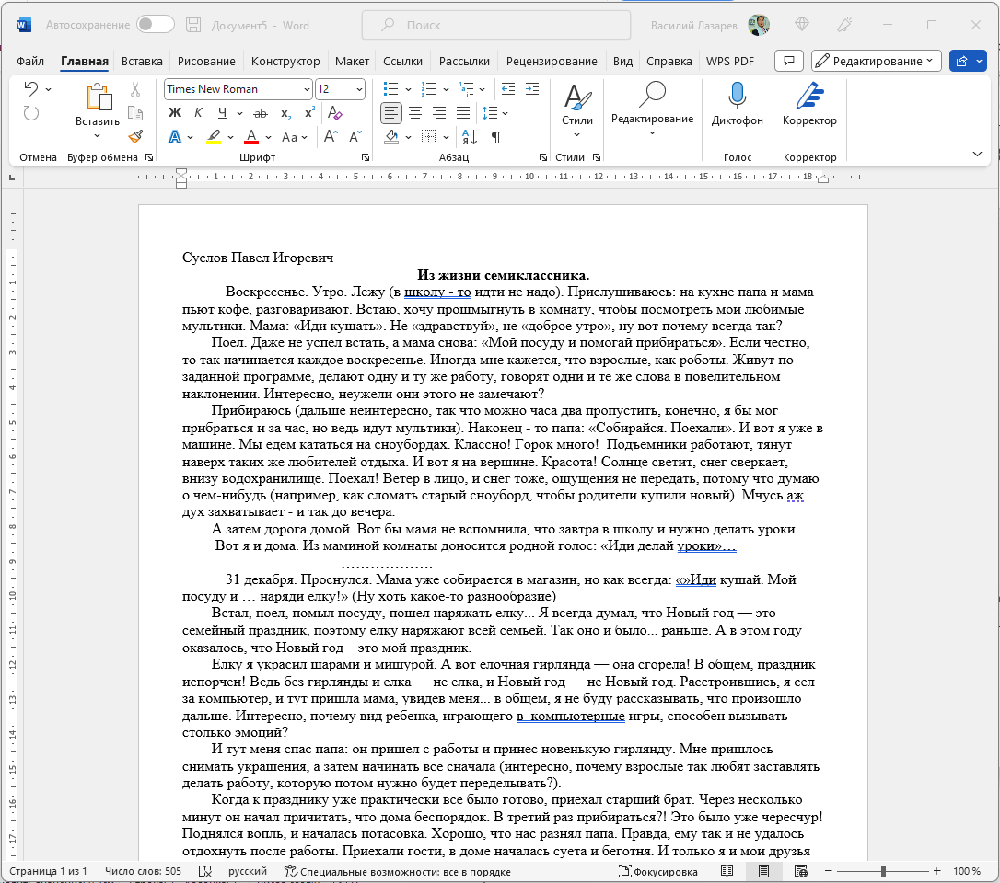 Автосохранение Документ5 - Word Поиск Василий Лазарев
Файл Главная Вставка Рисование Конструктор Макет Ссылки Рассылки Рецензирование Вид Справка WPS PDF Редактирование
Times New Roman 12
Вставить Ж К Ч ab x₂ x² Стили Редактирование Диктофон Корректор
А А Аа А А А Я ¶
Отмена Буфер обмена Шрифт Абзац Стили Голос Корректор
1 2 3 4 5 6 7 8 9 10 11 12 13 14 15 16 17 18
Суслов Павел Игоревич
Из жизни семиклассника.
Воскресенье. Утро. Лежу (в школу - то идти не надо). Прислушиваюсь: на кухне папа и мама
пьют кофе, разговаривают. Встаю, хочу прошмыгнуть в комнату, чтобы посмотреть мои любимые
мультики. Мама: «Иди кушать». Не «здравствуй», не «доброе утро», ну вот почему всегда так?
Поел. Даже не успел встать, а мама снова: «Мой посуду и помогай прибираться». Если честно,
то так начинается каждое воскресенье. Иногда мне кажется, что взрослые, как роботы. Живут по
заданной программе, делают одну и ту же работу, говорят одни и те же слова в повелительном
наклонении. Интересно, неужели они этого не замечают?
Прибираюсь (дальше неинтересно, так что можно часа два пропустить, конечно, я бы мог
прибраться и за час, но ведь идут мультики). Наконец - то папа: «Собирайся. Поехали». И вот я уже в
машине. Мы едем кататься на сноубордах. Классно! Горок много!  Подъемники работают, тянут
наверх таких же любителей отдыха. И вот я на вершине. Красота! Солнце светит, снег сверкает,
внизу водохранилище. Поехал! Ветер в лицо, и снег тоже, ощущения не передать, потому что думаю
о чем-нибудь (например, как сломать старый сноуборд, чтобы родители купили новый). Мчусь аж
дух захватывает - и так до вечера.
А затем дорога домой. Вот бы мама не вспомнила, что завтра в школу и нужно делать уроки.
Вот я и дома. Из маминой комнаты доносится родной голос: «Иди делай уроки»…
……………….
31 декабря. Проснулся. Мама уже собирается в магазин, но как всегда: «»Иди кушай. Мой
посуду и … наряди елку!» (Ну хоть какое-то разнообразие)
Встал, поел, помыл посуду, пошел наряжать елку... Я всегда думал, что Новый год — это
семейный праздник, поэтому елку наряжают всей семьей. Так оно и было... раньше. А в этом году
оказалось, что Новый год – это мой праздник.
Елку я украсил шарами и мишурой. А вот елочная гирлянда — она сгорела! В общем, праздник
испорчен! Ведь без гирлянды и елка — не елка, и Новый год — не Новый год. Расстроившись, я сел
за компьютер, и тут пришла мама, увидев меня... в общем, я не буду рассказывать, что произошло
дальше. Интересно, почему вид ребенка, играющего в  компьютерные игры, способен вызывать
столько эмоций?
И тут меня спас папа: он пришел с работы и принес новенькую гирлянду. Мне пришлось
снимать украшения, а затем начинать все сначала (интересно, почему взрослые так любят заставлять
делать работу, которую потом нужно будет переделывать?).
Когда к празднику уже практически все было готово, приехал старший брат. Через несколько
минут он начал причитать, что дома беспорядок. В третий раз прибираться?! Это было уже чересчур!
Поднялся вопль, и началась потасовка. Хорошо, что нас разнял папа. Правда, ему так и не удалось
отдохнуть после работы. Приехали гости, в доме началась суета и беготня. И только я и мои друзья
Страница 1 из 1 Число слов: 505 русский Специальные возможности: все в порядке Фокусировка 100 %